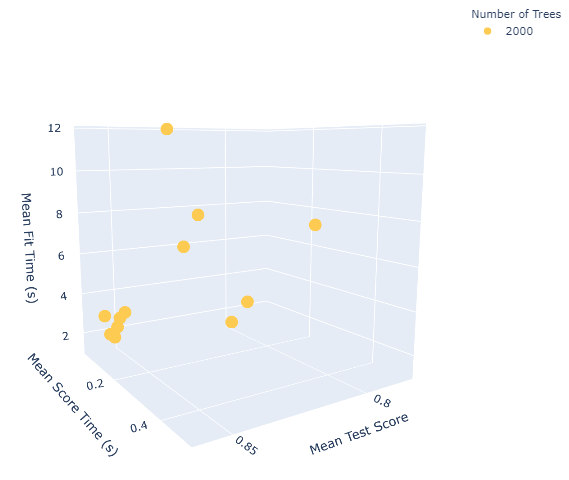 Number of Trees
2000
12
10
8
6
4
2
Mean Fit Time (s)
0.2
0.4
Mean Score Time (s)
0.85
0.8
Mean Test Score